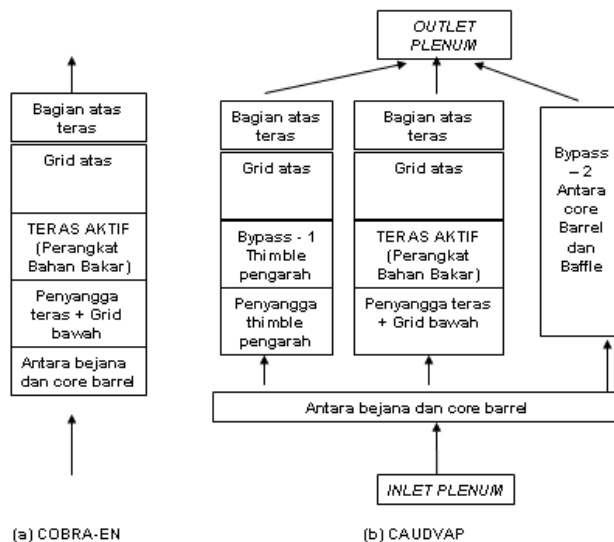 OUTLET
PLENUM
Bagian atas
teras
Grid atas
TERAS AKTIF
(Perangkat
Bahan Bakar)
Penyangga
teras + Grid
bawah
Antara bejana
dan core barrel
Bagian atas
teras
Grid atas
Bypass - 1
Thimble
pengarah
Penyangga
thimble
pengarah
Bagian atas
teras
Grid atas
TERAS AKTIF
(Perangkat
Bahan Bakar)
Penyangga teras
+ Grid bawah
Bypass
– 2
Antara
core
Barrel
dan
Baffle
Antara bejana dan core barrel
INLET PLENUM
(a) COBRA-EN
(b) CAUDVAP